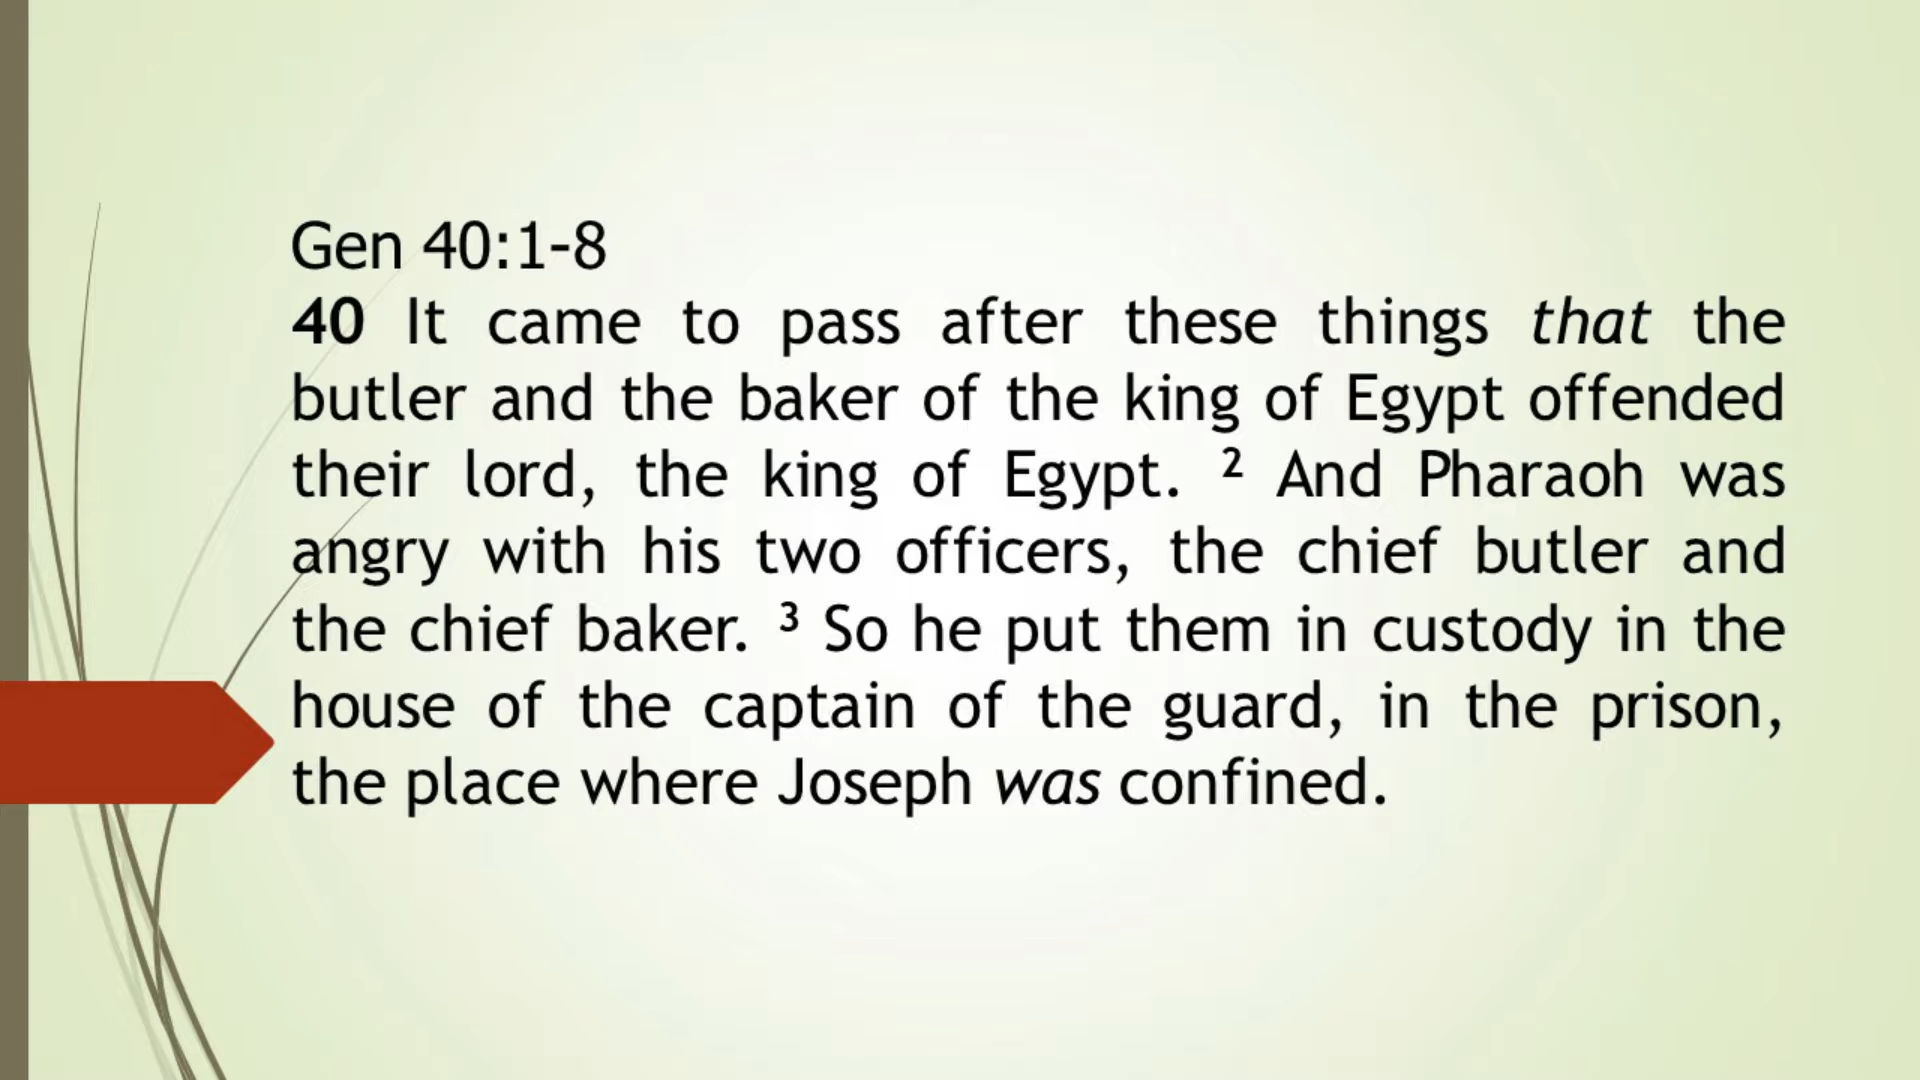 Gen 40:1-8
40 It came to pass after these things that the
butler and the baker of the king of Egypt offended
their lord, the king of Egypt. ² And Pharaoh was
angry with his two officers, the chief butler and
the chief baker. ³ So he put them in custody in the
house of the captain of the guard, in the prison,
the place where Joseph was confined.